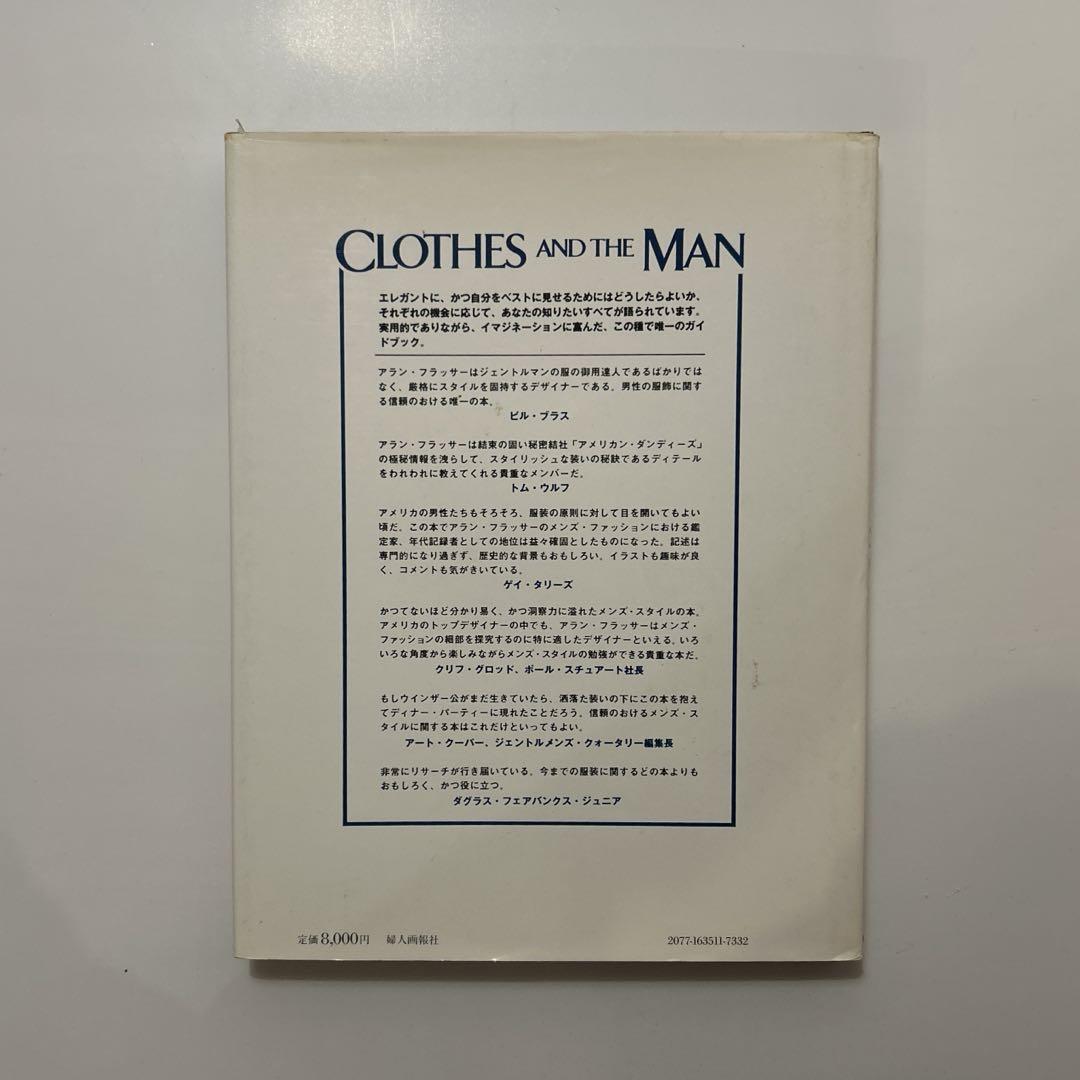 CLOTHES AND THE MAN
エレガントに、かつ自分をベストに見せるためにはどうしたらよいか、
それぞれの機会に応じて、あなたの知りたいすべてが語られています。
実用的でありながら、イマジネーションに富んだ、この種で唯一のガイ
ドブック。
アラン・フラッサーはジェントルマンの服の御用達人であるばかりでは
なく、厳格にスタイルを固持するデザイナーである。男性の服飾に関す
る信頼のおける唯一の本。
ビル・ブラス
アラン・フラッサーは結束の固い秘密結社「アメリカン・ダンディーズ」
の極秘情報を洩らして、スタイリッシュな装いの秘訣であるディテール
をわれわれに教えてくれる貴重なメンバーだ。
トム・ウルフ
アメリカの男性たちもそろそろ、服装の原則に対して目を開いてもよい
頃だ。この本でアラン・フラッサーのメンズ・ファッションにおける鑑
定家、年代記録者としての地位は益々確固としたものになった。記述は
専門的になり過ぎず、歴史的な背景もおもしろい。イラストも趣味が良
く、コメントも気がきいている。
ゲイ・タリーズ
かつてないほど分かり易く、かつ洞察力に溢れたメンズ・スタイルの本。
アメリカのトップデザイナーの中でも、アラン・フラッサーはメンズ・
ファッションの細部を探究するのに特に適したデザイナーといえる。いろ
いろな角度から楽しみながらメンズ・スタイルの勉強ができる貴重な本だ。
クリフ・グロッド、ポール・スチュアート社長
もしウインザー公がまだ生きていたら、洒落た装いの下にこの本を抱え
てディナー・パーティーに現れたことだろう。信頼のおけるメンズ・ス
タイルに関する本はこれだけといってもよい。
アート・クーパー、ジェントルメンズ・クォータリー編集長
非常にリサーチが行き届いている。今までの服装に関するどの本よりも
おもしろく、かつ役に立つ。
ダグラス・フェアバンクス・ジュニア
定価8,000円 婦人画報社 2077-163511-7332